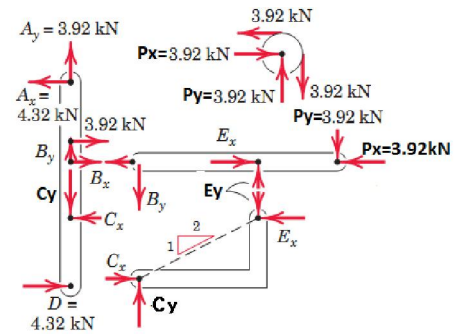 3.92 kN
A_y = 3.92 kN
Px=3.92 kN
A_x =
4.32 kN
Py=3.92 kN
3.92 kN
Py=3.92 kN
3.92 kN
E_x
B_y
B_x
Px=3.92kN
Cy
B_y
Ey
C_x
2
1
E_x
C_x
D =
4.32 kN
Cy